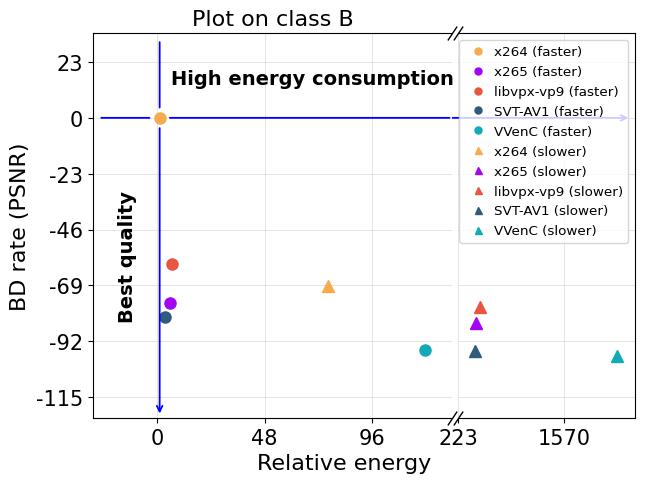 Plot on class B
High energy consumption
x264 (faster)
x265 (faster)
libvpx-vp9 (faster)
SVT-AV1 (faster)
VVenC (faster)
x264 (slower)
x265 (slower)
libvpx-vp9 (slower)
SVT-AV1 (slower)
VVenC (slower)
BD rate (PSNR)
Best quality
23
0
-23
-46
-69
-92
-115
0 48 96 223 1570
Relative energy